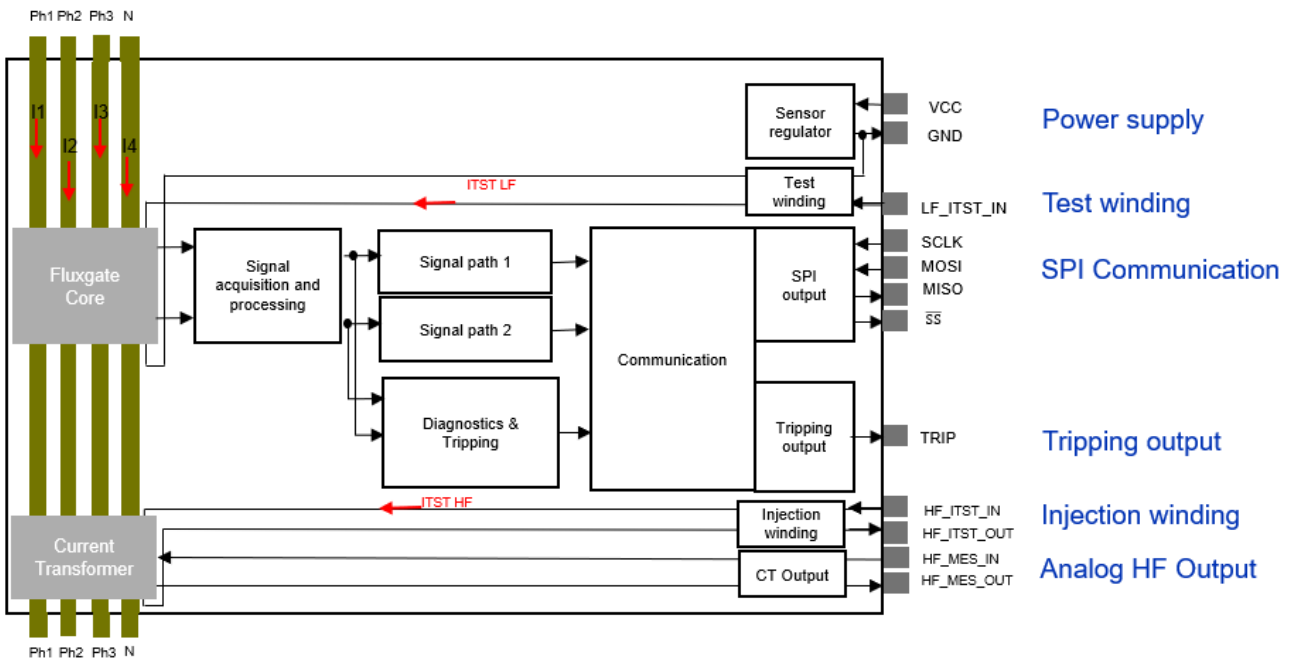 Ph1 Ph2 Ph3 N
I1
I2
I3
I4
Sensor
regulator
VCC
GND
Power supply
ITST LF
Test
winding
LF_ITST_IN
Test winding
Fluxgate
Core
Signal
acquisition and
processing
Signal path 1
Signal path 2
Diagnostics &
Tripping
Communication
SPI
output
SCLK
MOSI
MISO
SS
SPI Communication
Tripping
output
TRIP
Tripping output
ITST HF
Current
Transformer
Injection
winding
HF_ITST_IN
HF_ITST_OUT
Injection winding
CT Output
HF_MES_IN
HF_MES_OUT
Analog HF Output
Ph1 Ph2 Ph3 N